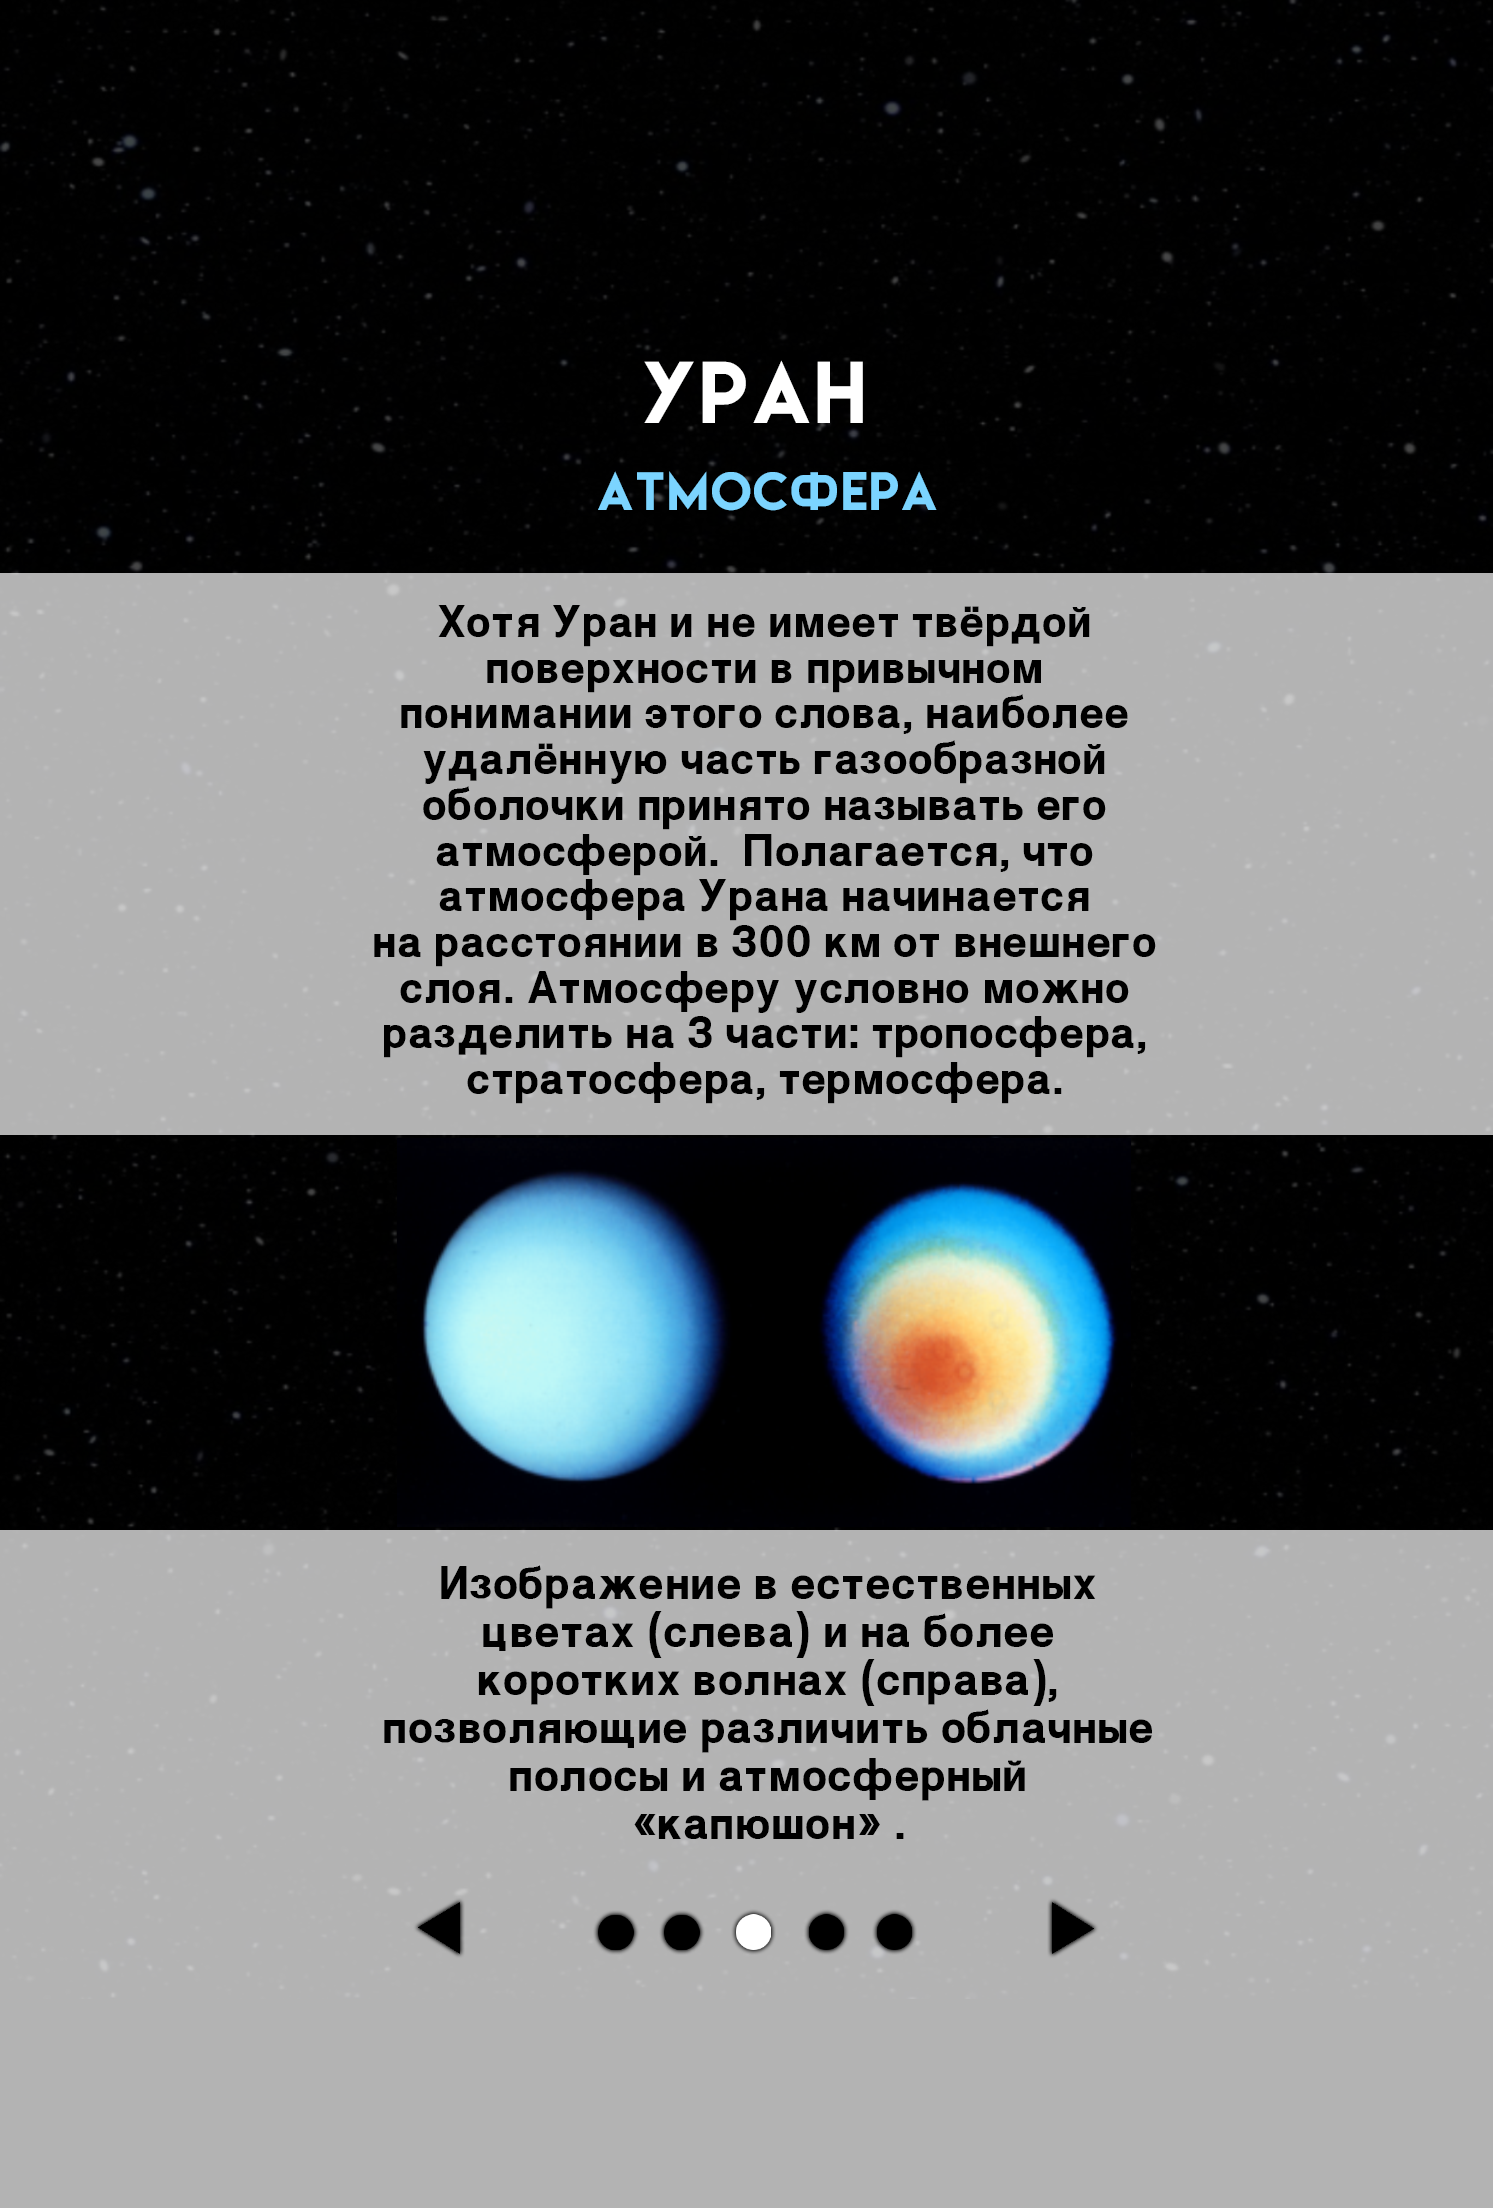 УРАН
АТМОСФЕРА
Хотя Уран и не имеет твёрдой
поверхности в привычном
понимании этого слова, наиболее
удалённую часть газообразной
оболочки принято называть его
атмосферой.  Полагается, что
атмосфера Урана начинается
на расстоянии в 300 км от внешнего
слоя. Атмосферу условно можно
разделить на 3 части: тропосфера,
стратосфера, термосфера.
Изображение в естественных
цветах (слева) и на более
коротких волнах (справа),
позволяющие различить облачные
полосы и атмосферный
«капюшон» .